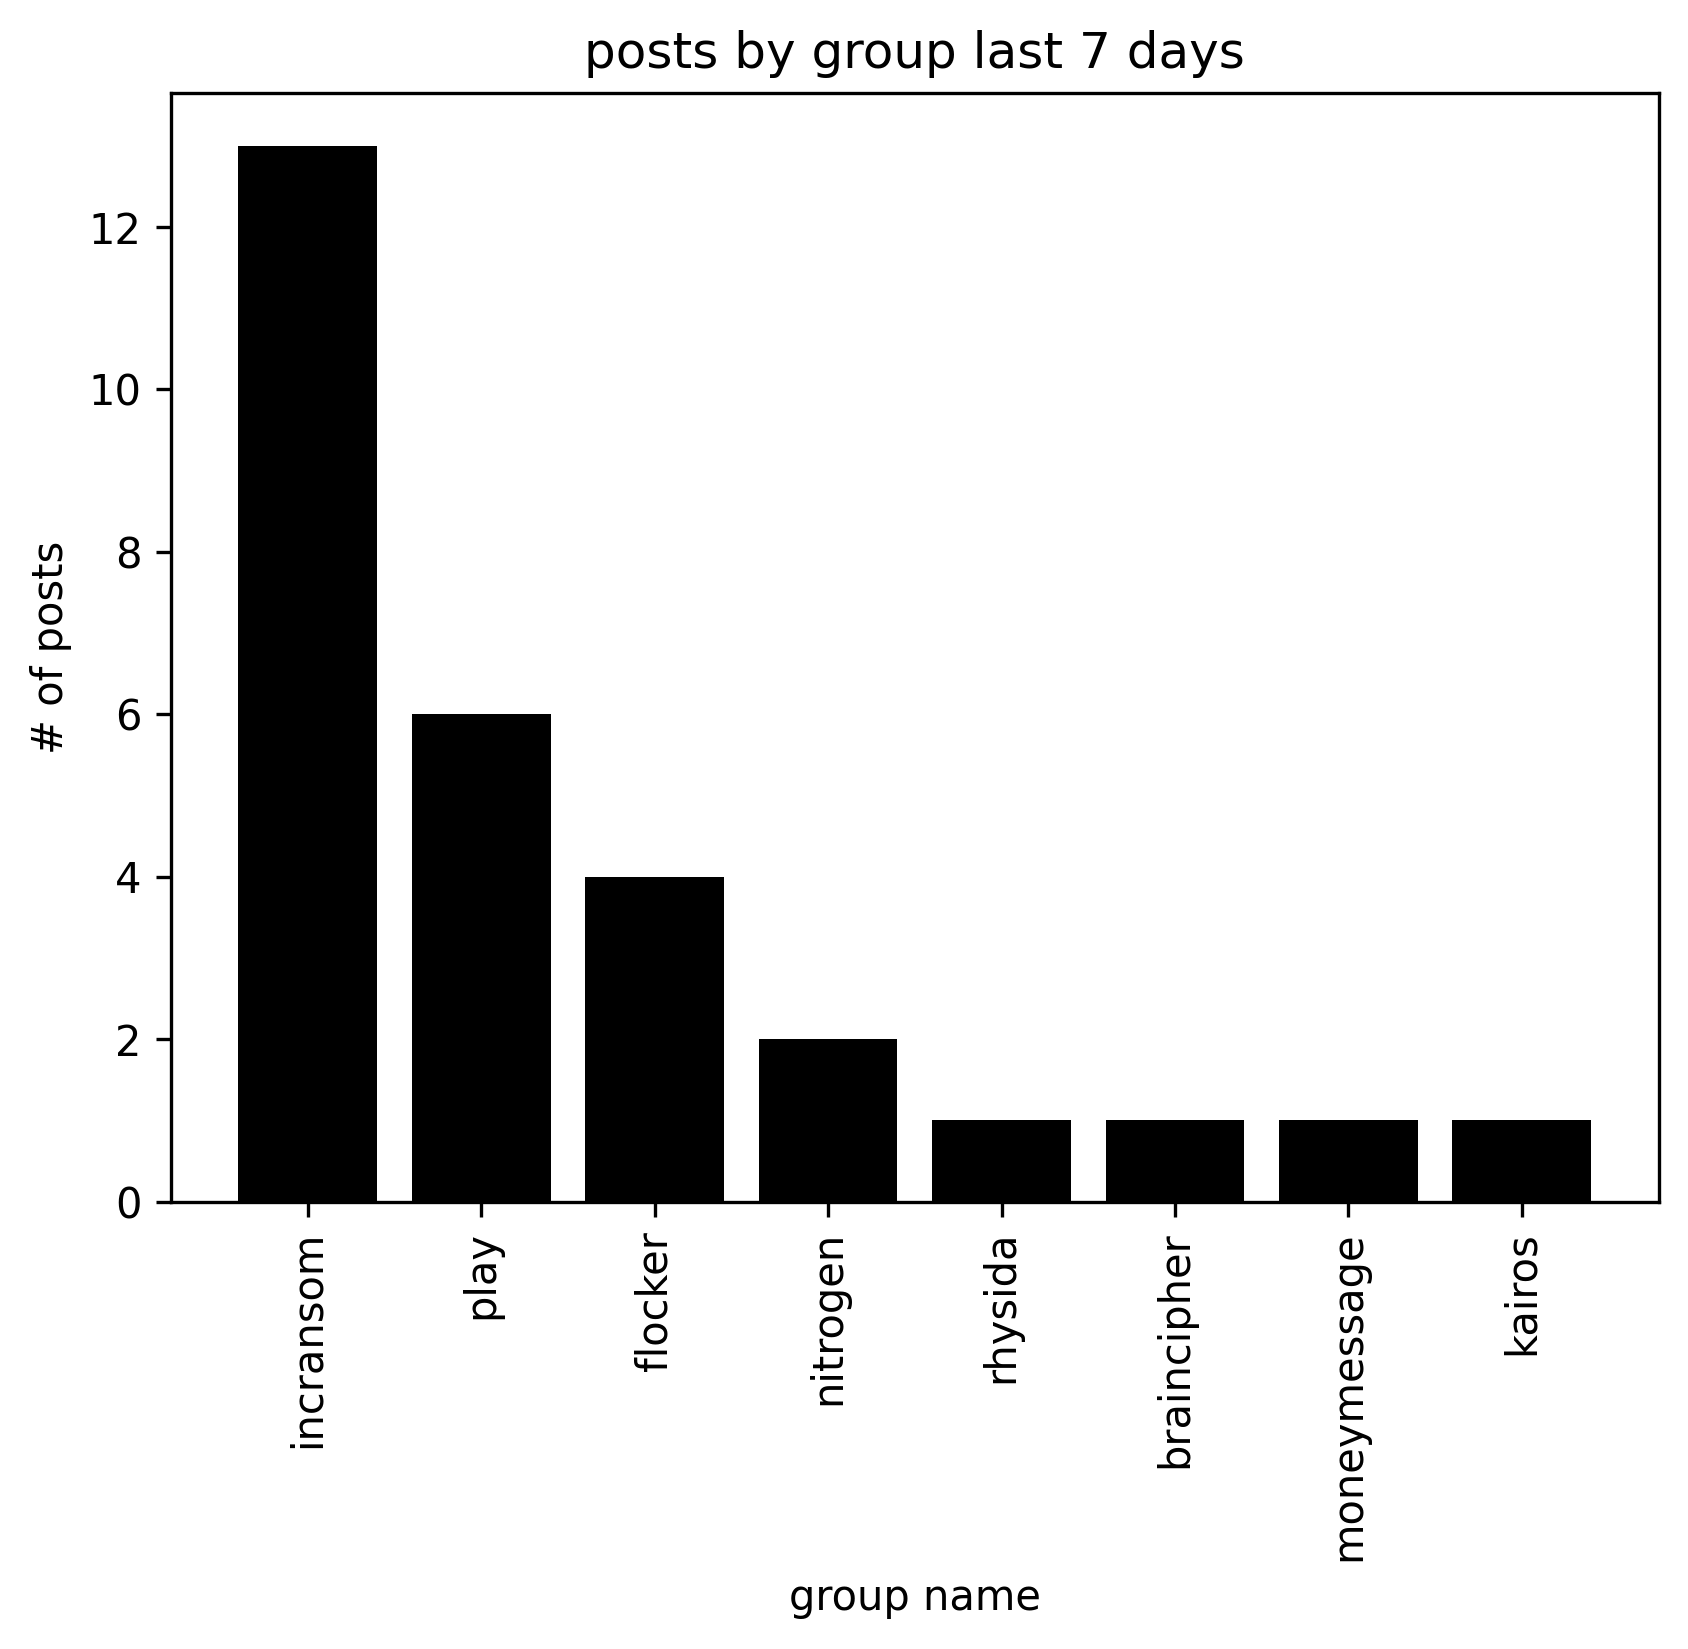 posts by group last 7 days
# of posts
12
10
8
6
4
2
0
incransom
play
flocker
nitrogen
rhysida
braincipher
moneymessage
kairos
group name